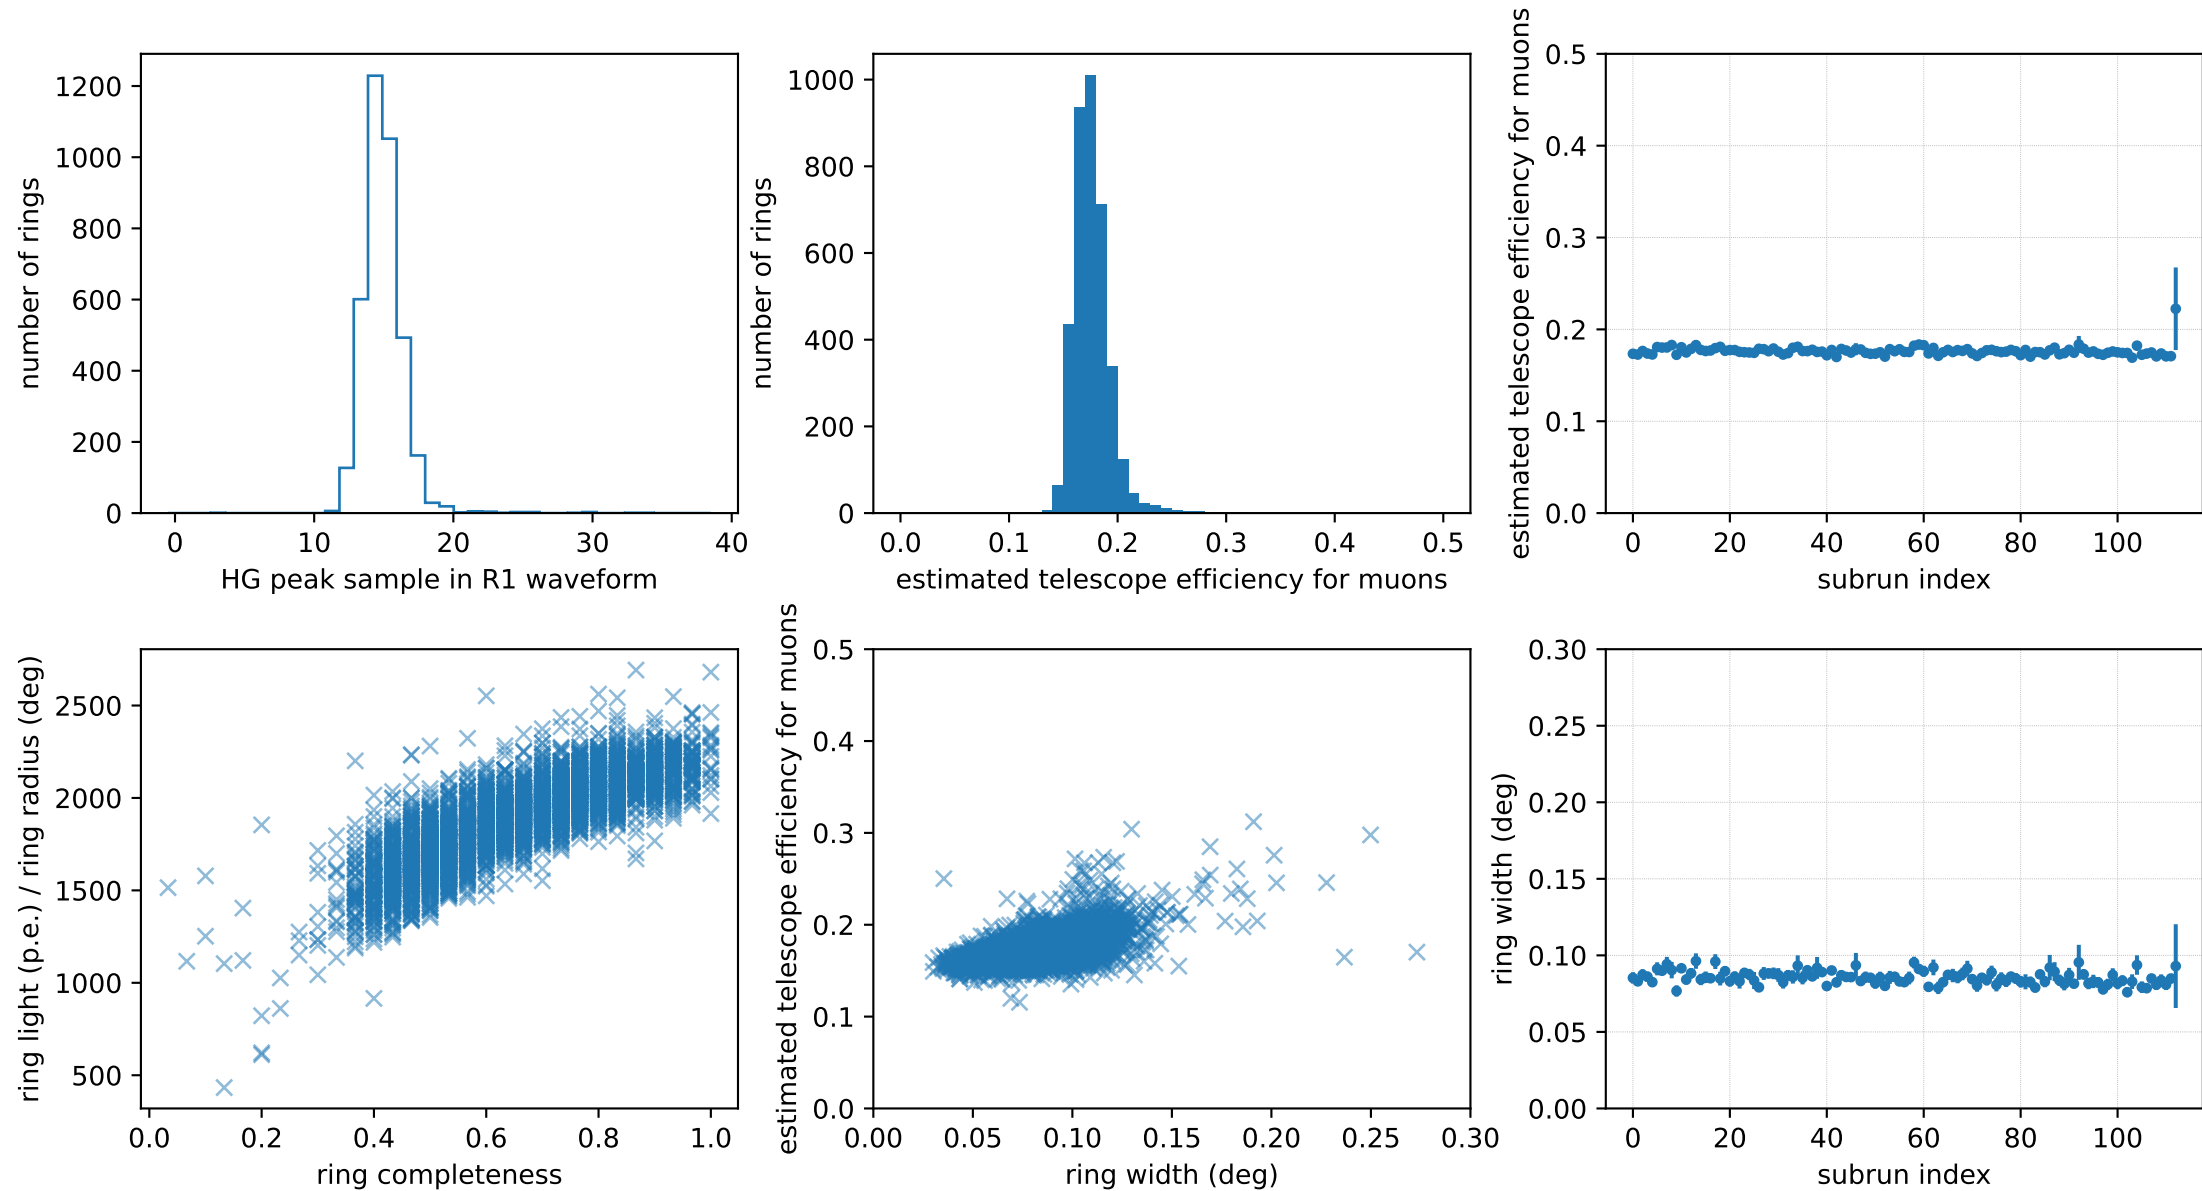 number of rings
1200
1000
800
600
400
200
0
0 10 20 30 40
HG peak sample in R1 waveform
number of rings
1000
800
600
400
200
0
0.0 0.1 0.2 0.3 0.4 0.5
estimated telescope efficiency for muons
estimated telescope efficiency for muons
0.5
0.4
0.3
0.2
0.1
0.0
0 20 40 60 80 100
subrun index
ring light (p.e.) / ring radius (deg)
2500
2000
1500
1000
500
0.0 0.2 0.4 0.6 0.8 1.0
ring completeness
estimated telescope efficiency for muons
0.5
0.4
0.3
0.2
0.1
0.0
0.00 0.05 0.10 0.15 0.20 0.25 0.30
ring width (deg)
ring width (deg)
0.30
0.25
0.20
0.15
0.10
0.05
0.00
0 20 40 60 80 100
subrun index